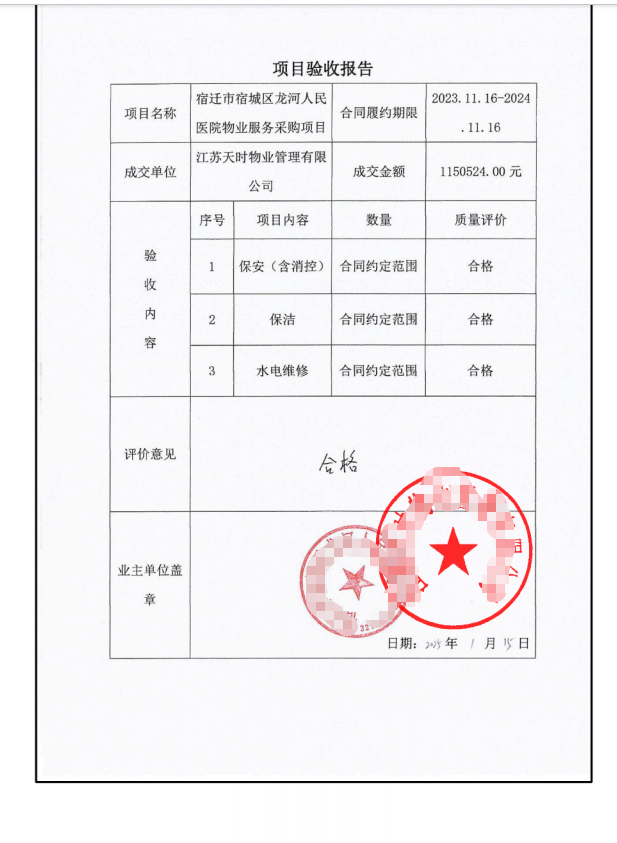 项目验收报告
项目名称
宿迁市宿城区龙河人民
医院物业服务采购项目
合同履约期限
2023.11.16-2024
.11.16
成交单位
江苏天时物业管理有限
公司
成交金额
1150524.00 元
验
收
内
容
序号 项目内容 数量 质量评价
1 保安（含消控） 合同约定范围 合格
2 保洁 合同约定范围 合格
3 水电维修 合同约定范围 合格
评价意见
合格
业主单位盖
章
日期: 2025 年 1 月 15 日